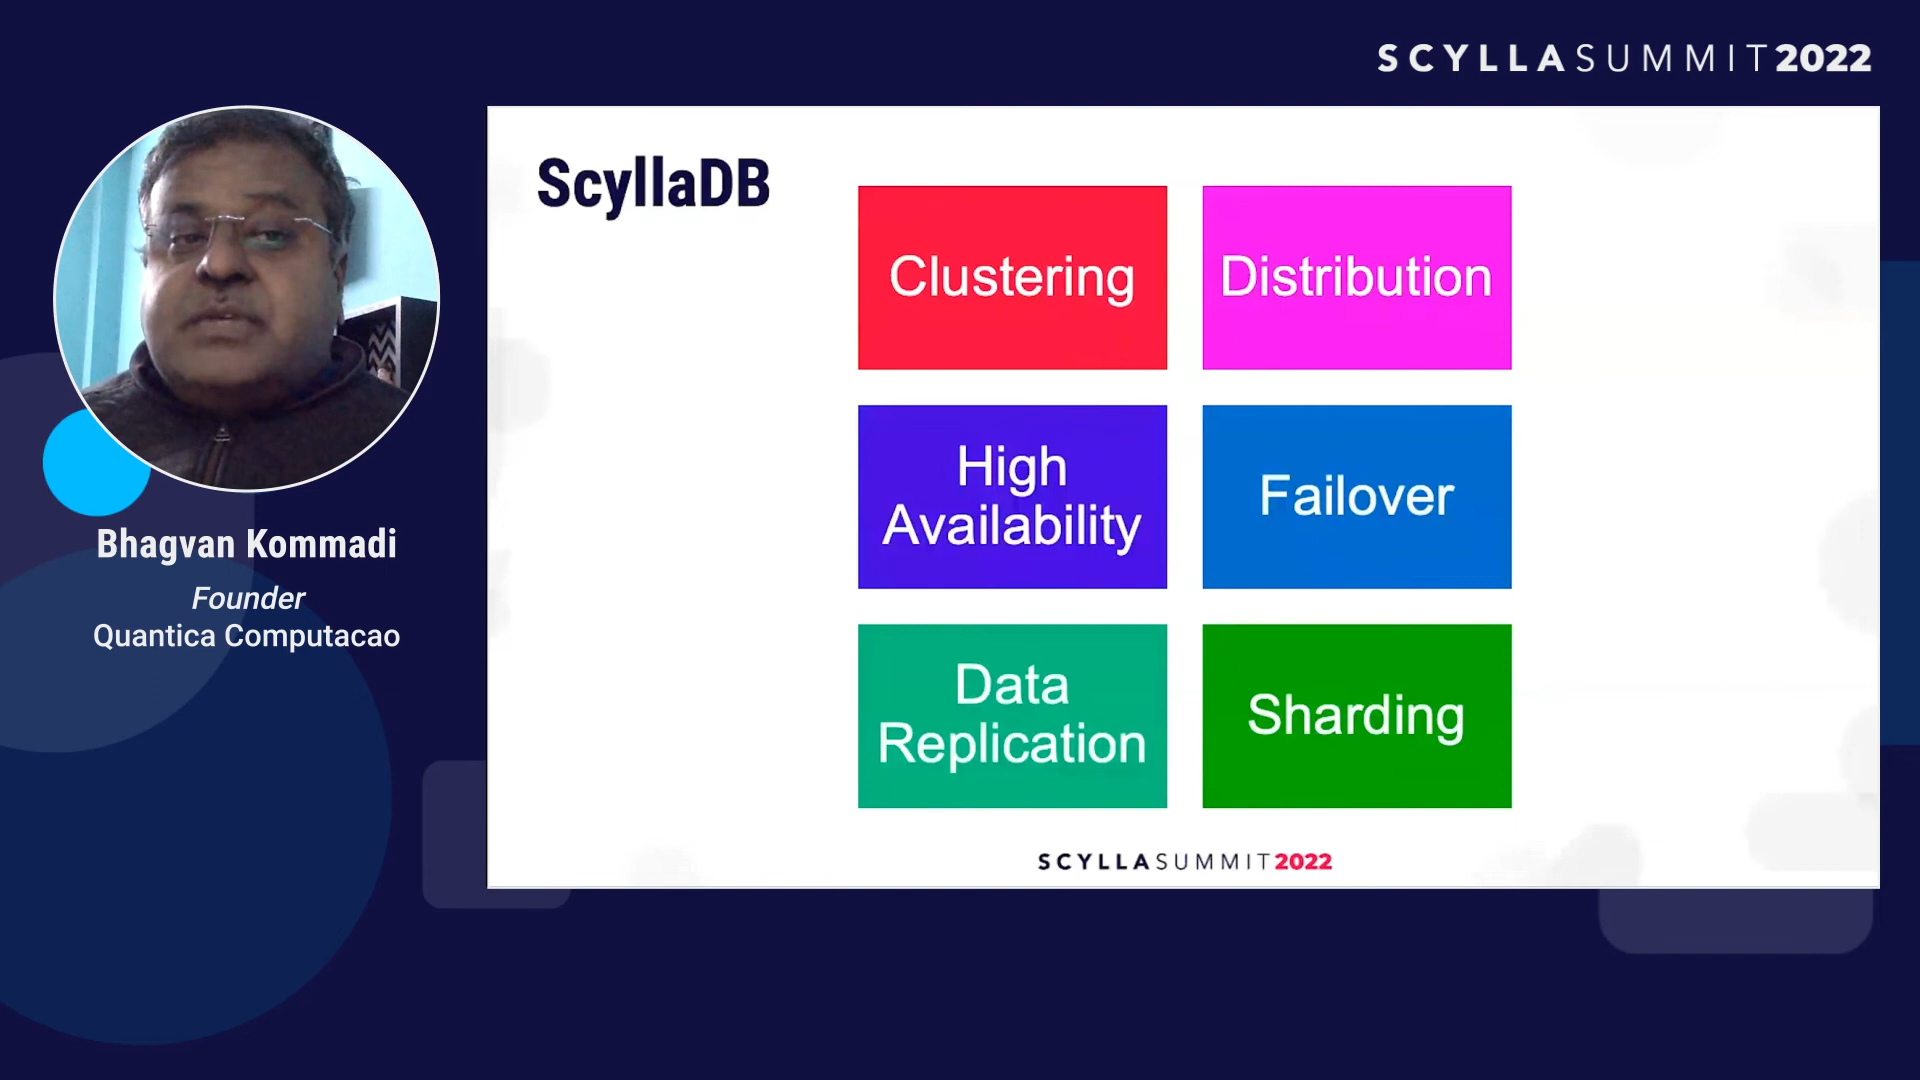 SCYLLASUMMIT2022
ScyllaDB
Clustering
Distribution
High
Availability
Failover
Data
Replication
Sharding
SCYLLASUMMIT2022
Bhagvan Kommadi
Founder
Quantica Computacao